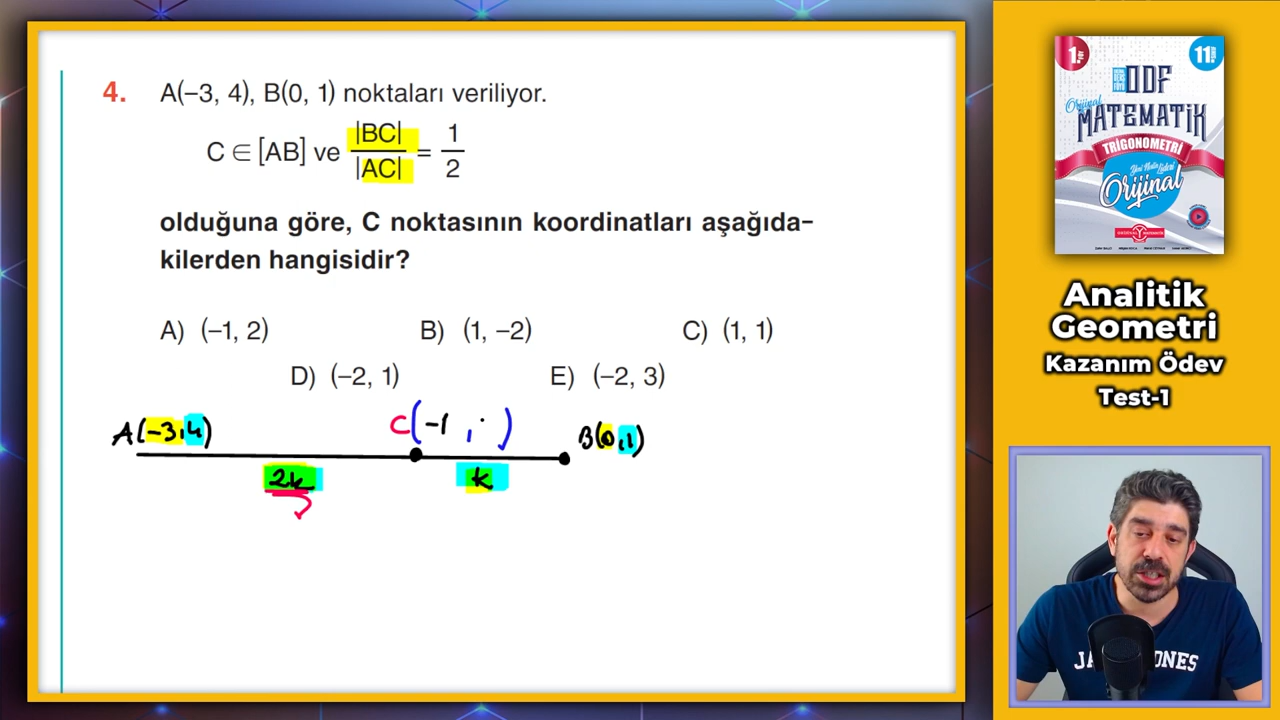 4. A(–3, 4), B(0, 1) noktaları veriliyor.
C ∈ [AB] ve |BC| / |AC| = 1 / 2
olduğuna göre, C noktasının koordinatları aşağıda-
kilerden hangisidir?
A) (–1, 2) B) (1, –2) C) (1, 1)
D) (–2, 1) E) (–2, 3)
A(-3,4) C(-1, ) B(0,1)
2k k
1. 11.
ODF
Orijinal
MATEMATİK
TRİGONOMETRİ
Orijinal
Analitik
Geometri
Kazanım Ödev
Test-1